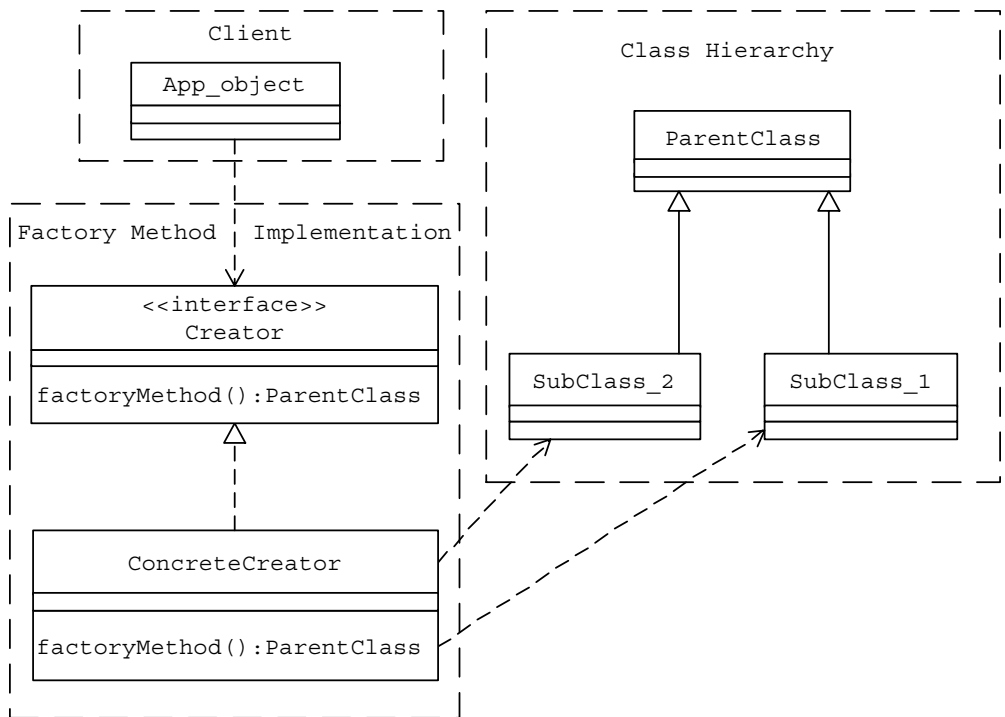 Client
App_object
Class Hierarchy
ParentClass
SubClass_2
SubClass_1
Factory Method Implementation
<<interface>>
Creator
factoryMethod():ParentClass
ConcreteCreator
factoryMethod():ParentClass